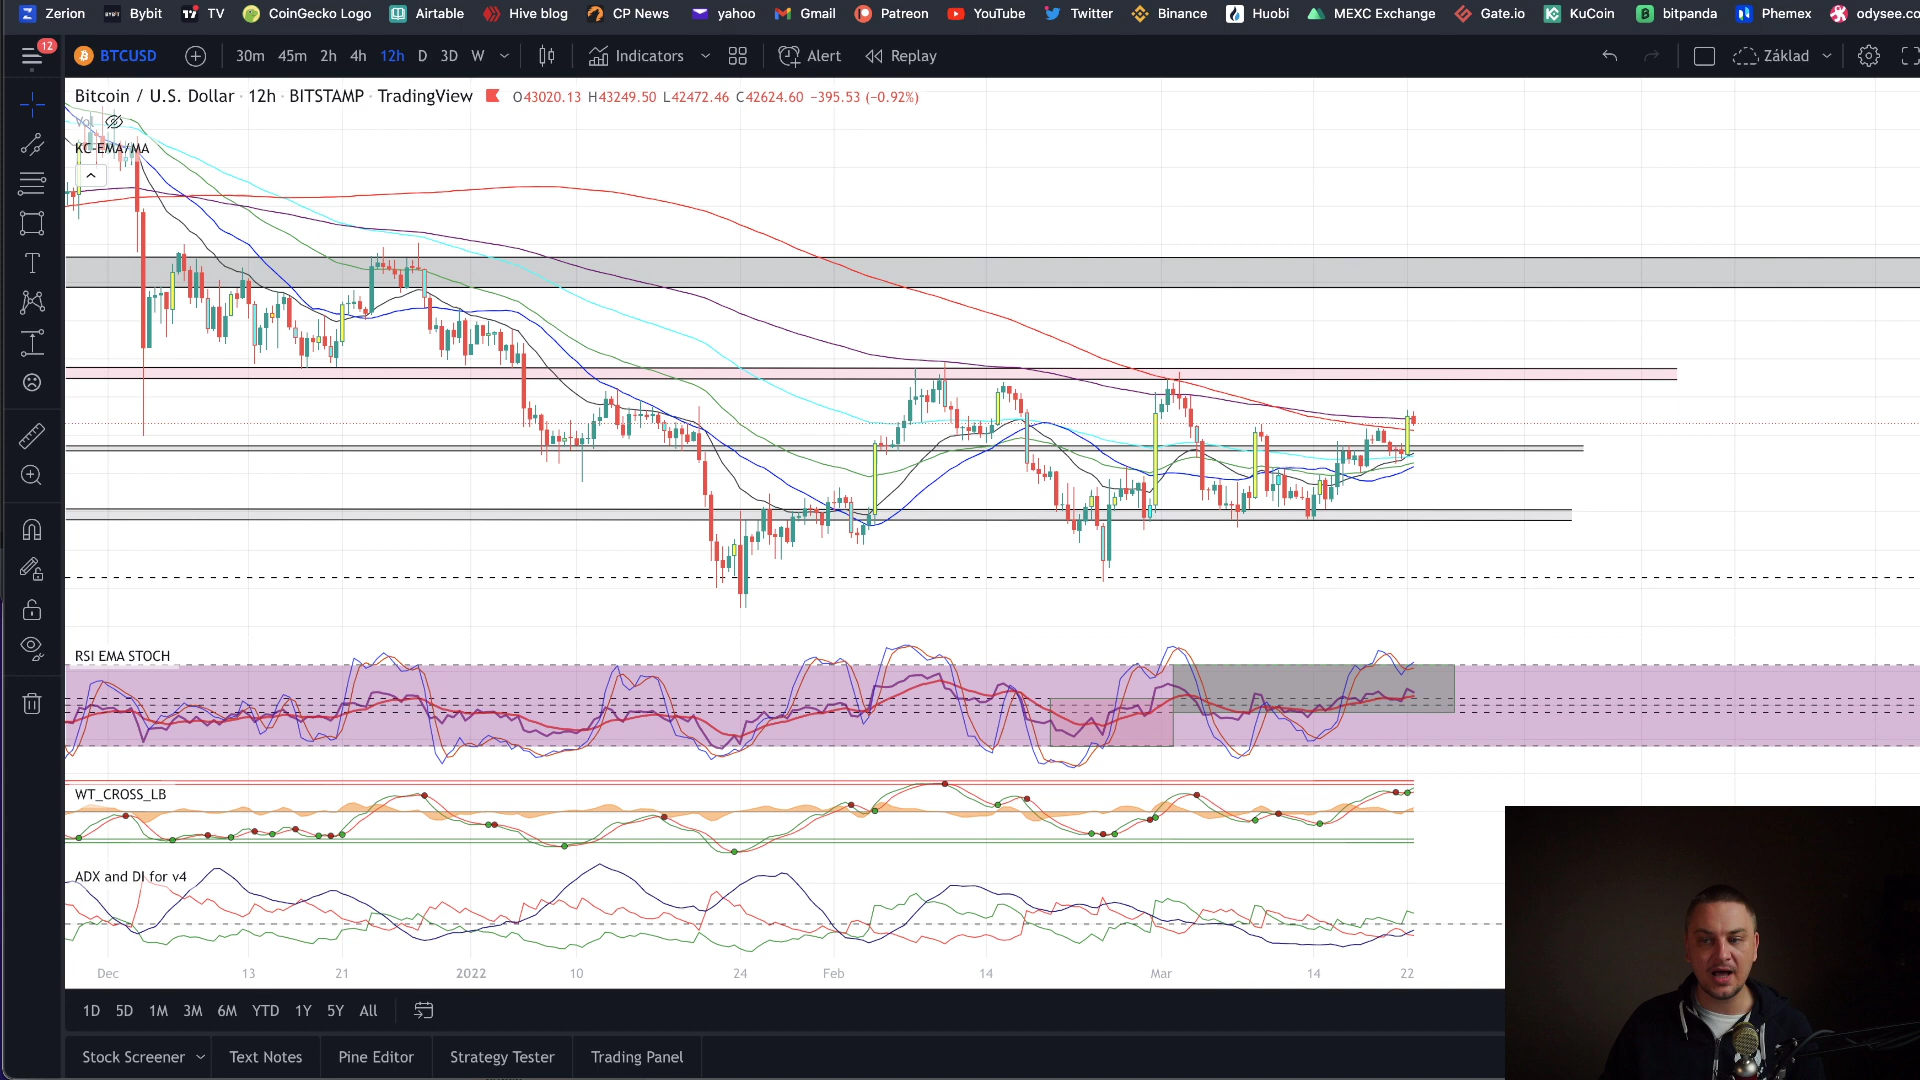 Zerion BYBIT Bybit TV CoinGecko Logo Airtable Hive blog CP News yahoo Gmail Patreon YouTube Twitter Binance Huobi MEXC Exchange Gate.io KuCoin bitpanda Phemex odysee.co
12
BTCUSD 30m 45m 2h 4h 12h D 3D W Indicators Alert Replay Základ
Bitcoin / U.S. Dollar · 12h · BITSTAMP · TradingView O43020.13 H43249.50 L42472.46 C42624.60 −395.53 (−0.92%)
Vol
KC-EMA/MA
RSI EMA STOCH
WT_CROSS_LB
ADX and DI for v4
Dec 13 21 2022 10 24 Feb 14 Mar 14 22
1D 5D 1M 3M 6M YTD 1Y 5Y All
Stock Screener Text Notes Pine Editor Strategy Tester Trading Panel